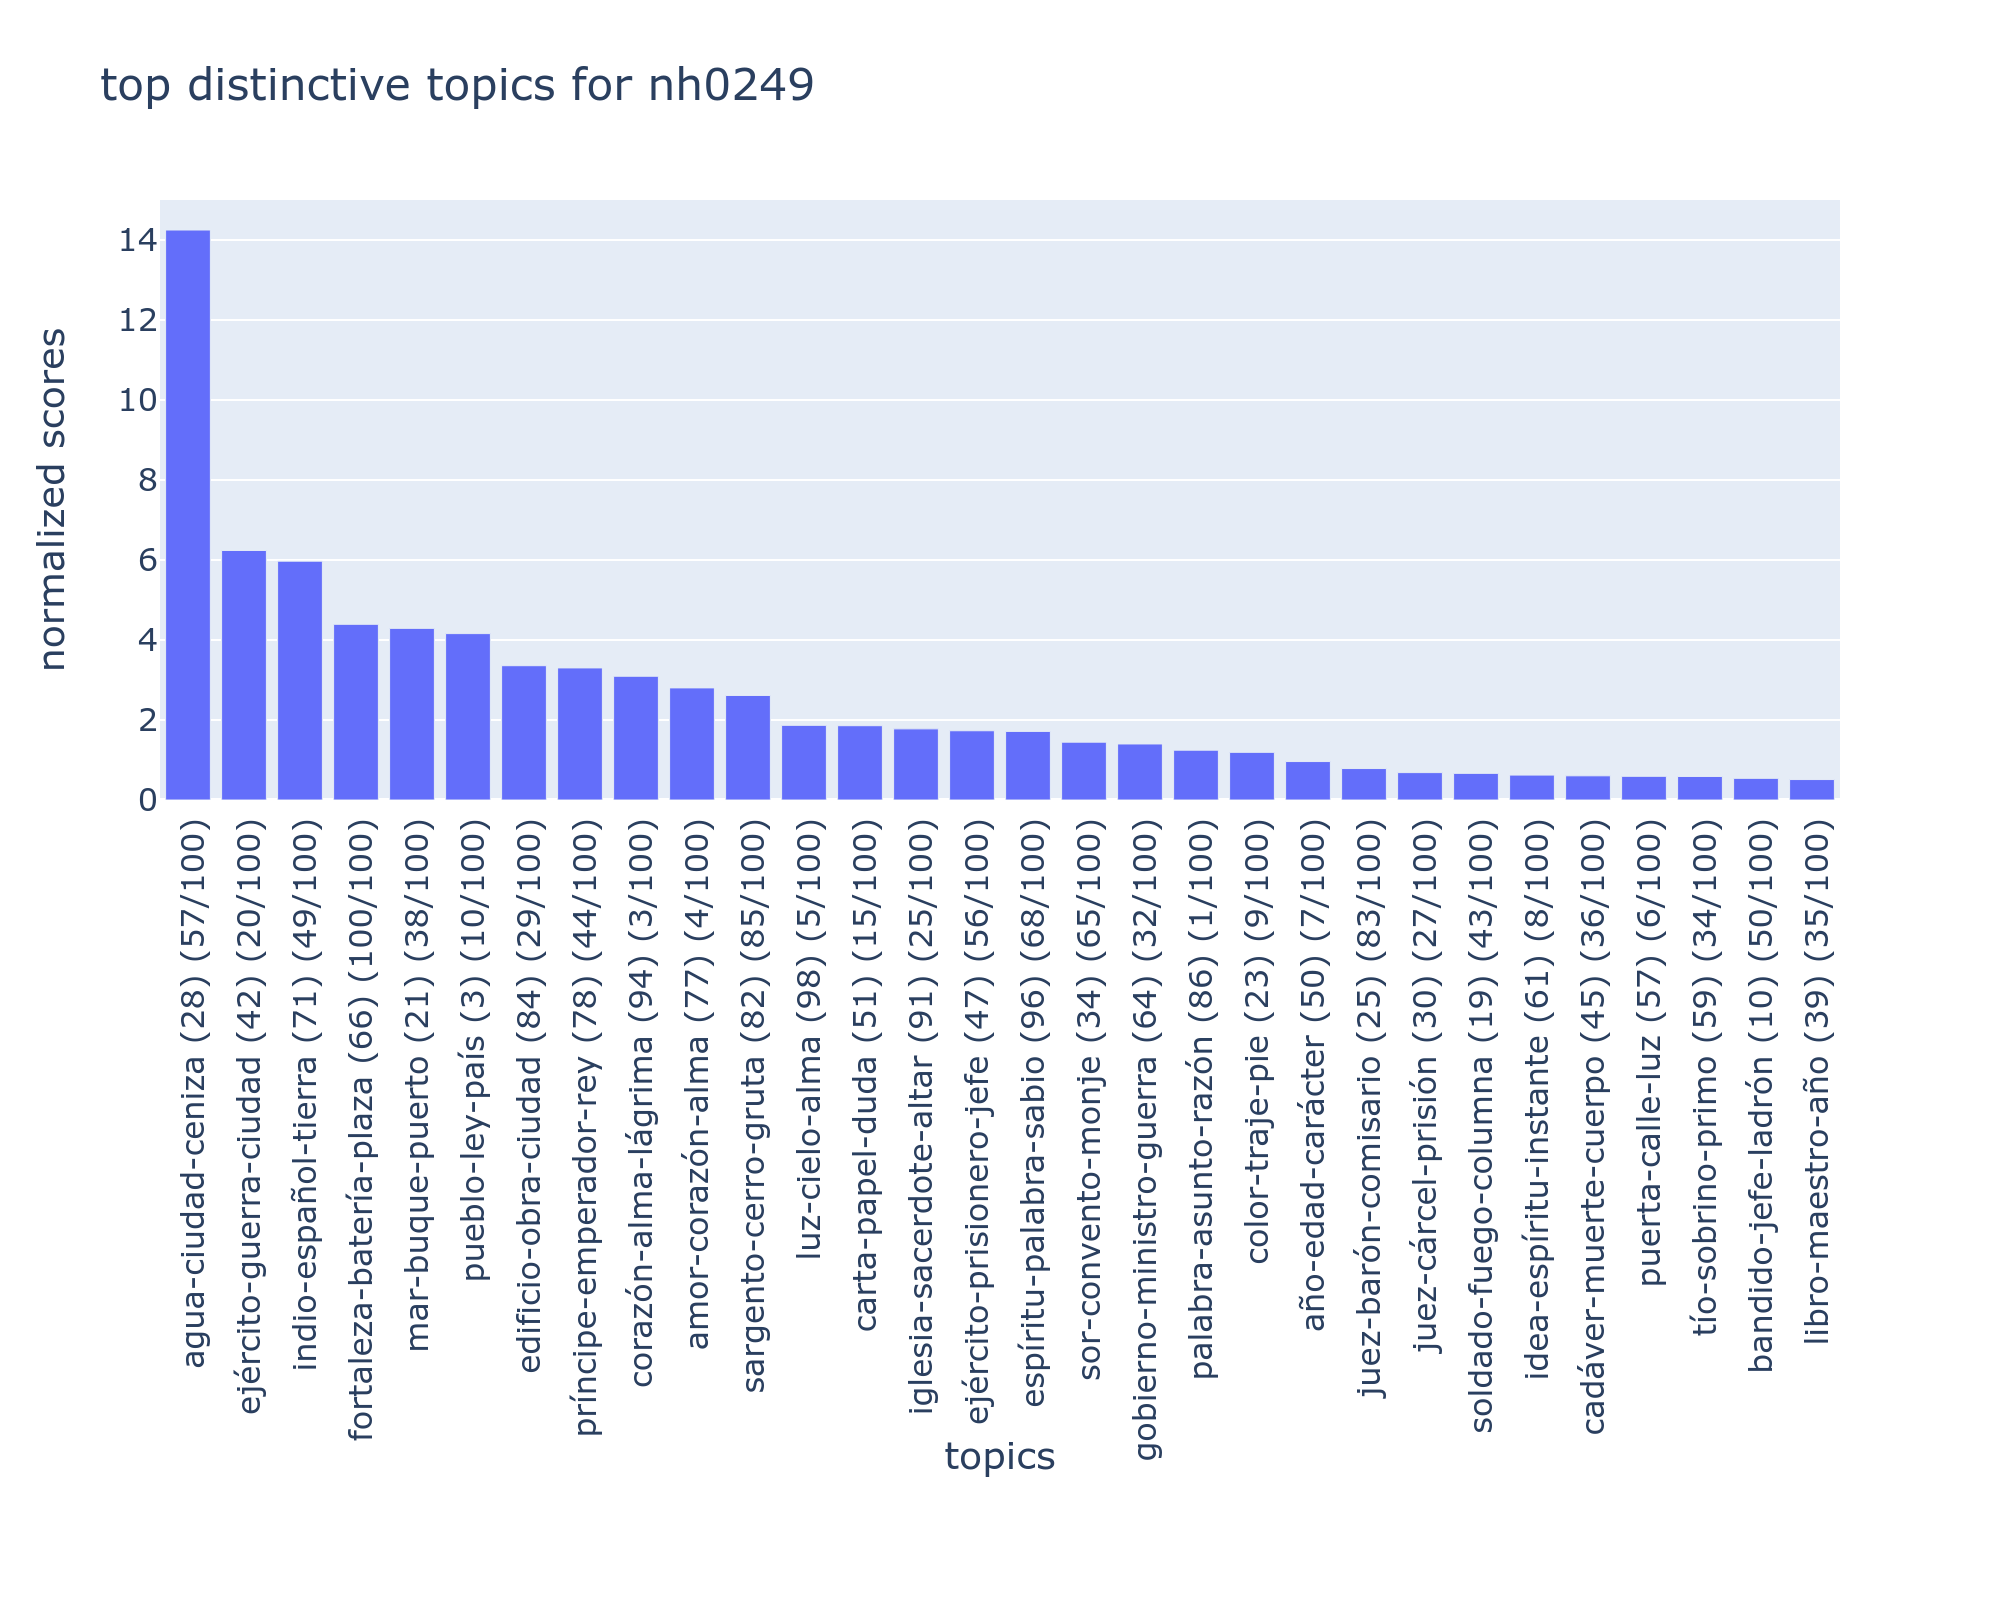 top distinctive topics for nh0249
normalized scores
14
12
10
8
6
4
2
0
agua-ciudad-ceniza (28) (57/100)
ejército-guerra-ciudad (42) (20/100)
indio-español-tierra (71) (49/100)
fortaleza-batería-plaza (66) (100/100)
mar-buque-puerto (21) (38/100)
pueblo-ley-país (3) (10/100)
edificio-obra-ciudad (84) (29/100)
príncipe-emperador-rey (78) (44/100)
corazón-alma-lágrima (94) (3/100)
amor-corazón-alma (77) (4/100)
sargento-cerro-gruta (82) (85/100)
luz-cielo-alma (98) (5/100)
carta-papel-duda (51) (15/100)
iglesia-sacerdote-altar (91) (25/100)
ejército-prisionero-jefe (47) (56/100)
espíritu-palabra-sabio (96) (68/100)
sor-convento-monje (34) (65/100)
gobierno-ministro-guerra (64) (32/100)
palabra-asunto-razón (86) (1/100)
color-traje-pie (23) (9/100)
año-edad-carácter (50) (7/100)
juez-barón-comisario (25) (83/100)
juez-cárcel-prisión (30) (27/100)
soldado-fuego-columna (19) (43/100)
idea-espíritu-instante (61) (8/100)
cadáver-muerte-cuerpo (45) (36/100)
puerta-calle-luz (57) (6/100)
tío-sobrino-primo (59) (34/100)
bandido-jefe-ladrón (10) (50/100)
libro-maestro-año (39) (35/100)
topics